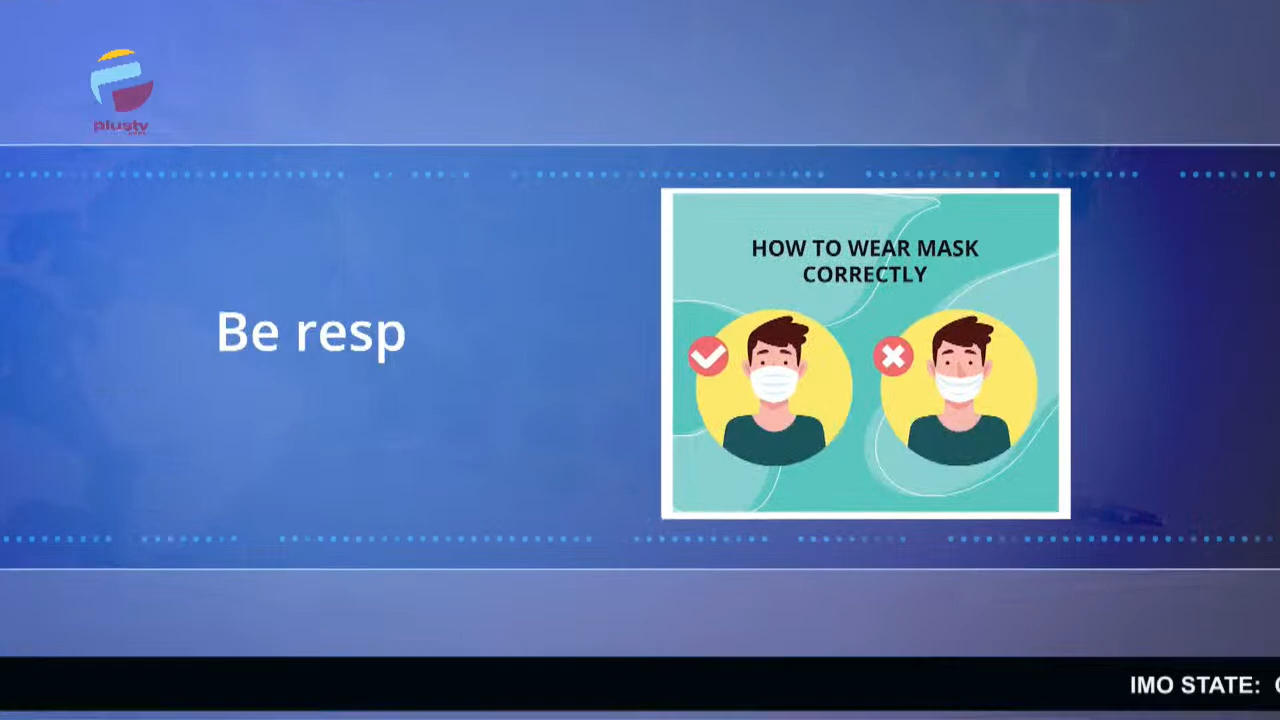 plustv
HOW TO WEAR MASK
CORRECTLY
Be resp
IMO STATE: